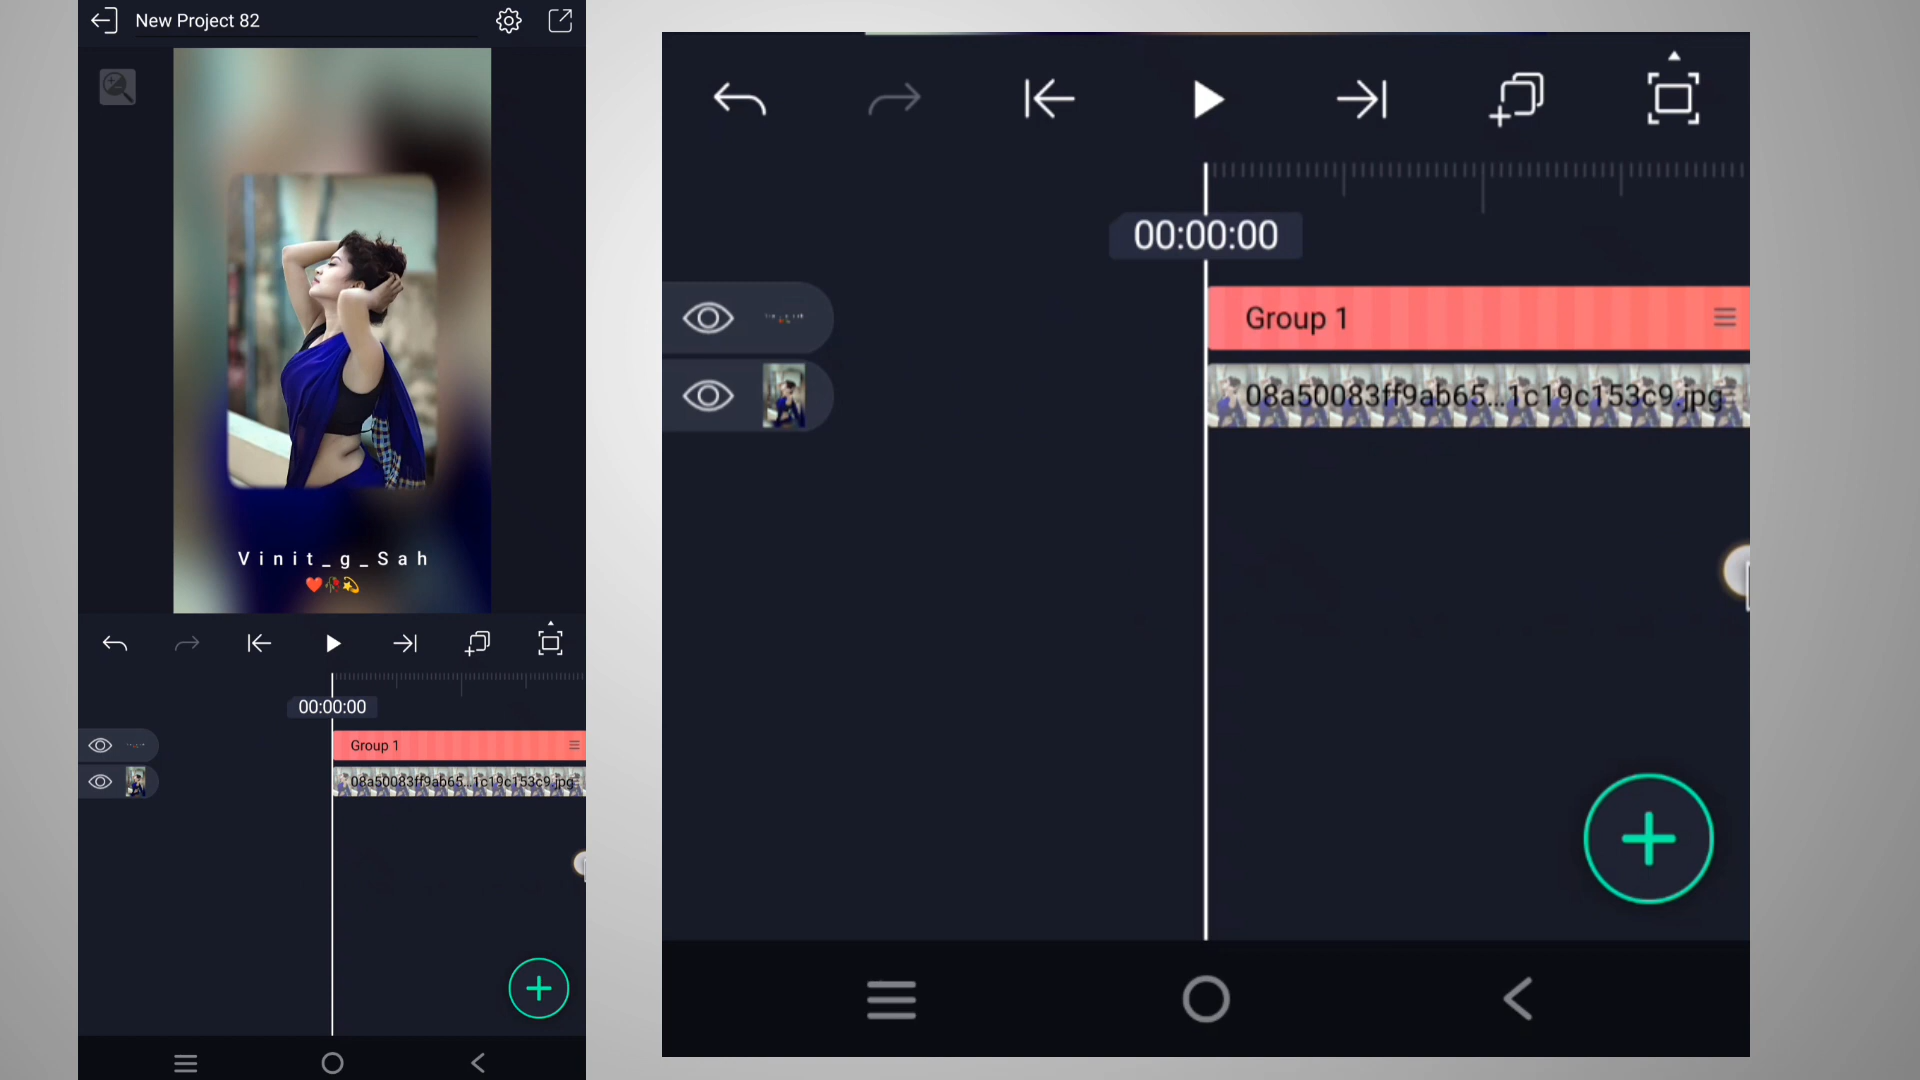 New Project 82
V i n i t _ g _ S a h
❤️🥀💫
00:00:00
Group 1
08a50083ff9ab65...1c19c153c9.jpg
00:00:00
Group 1
08a50083ff9ab65...1c19c153c9.jpg